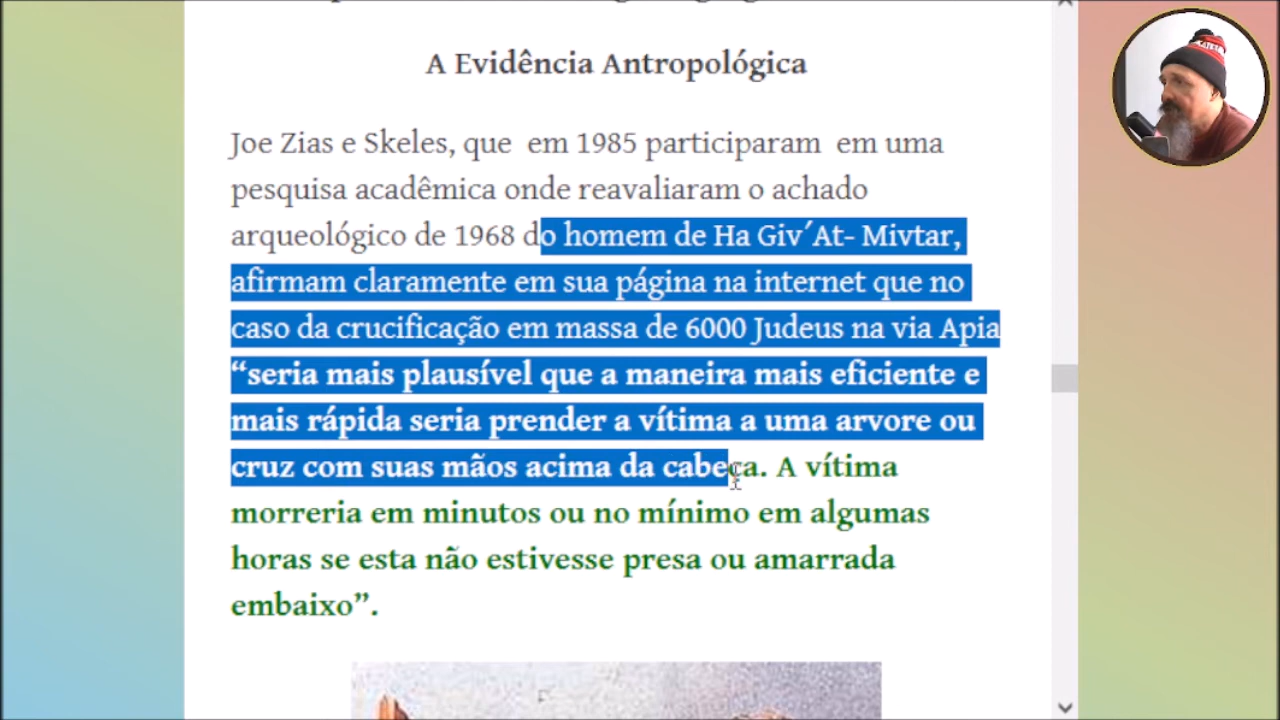 A Evidência Antropológica
Joe Zias e Skeles, que em 1985 participaram em uma
pesquisa acadêmica onde reavaliaram o achado
arqueológico de 1968 do homem de Ha Giv´At- Mivtar,
afirmam claramente em sua página na internet que no
caso da crucificação em massa de 6000 Judeus na via Apia
“seria mais plausível que a maneira mais eficiente e
mais rápida seria prender a vítima a uma arvore ou
cruz com suas mãos acima da cabeça. A vítima
morreria em minutos ou no mínimo em algumas
horas se esta não estivesse presa ou amarrada
embaixo”.